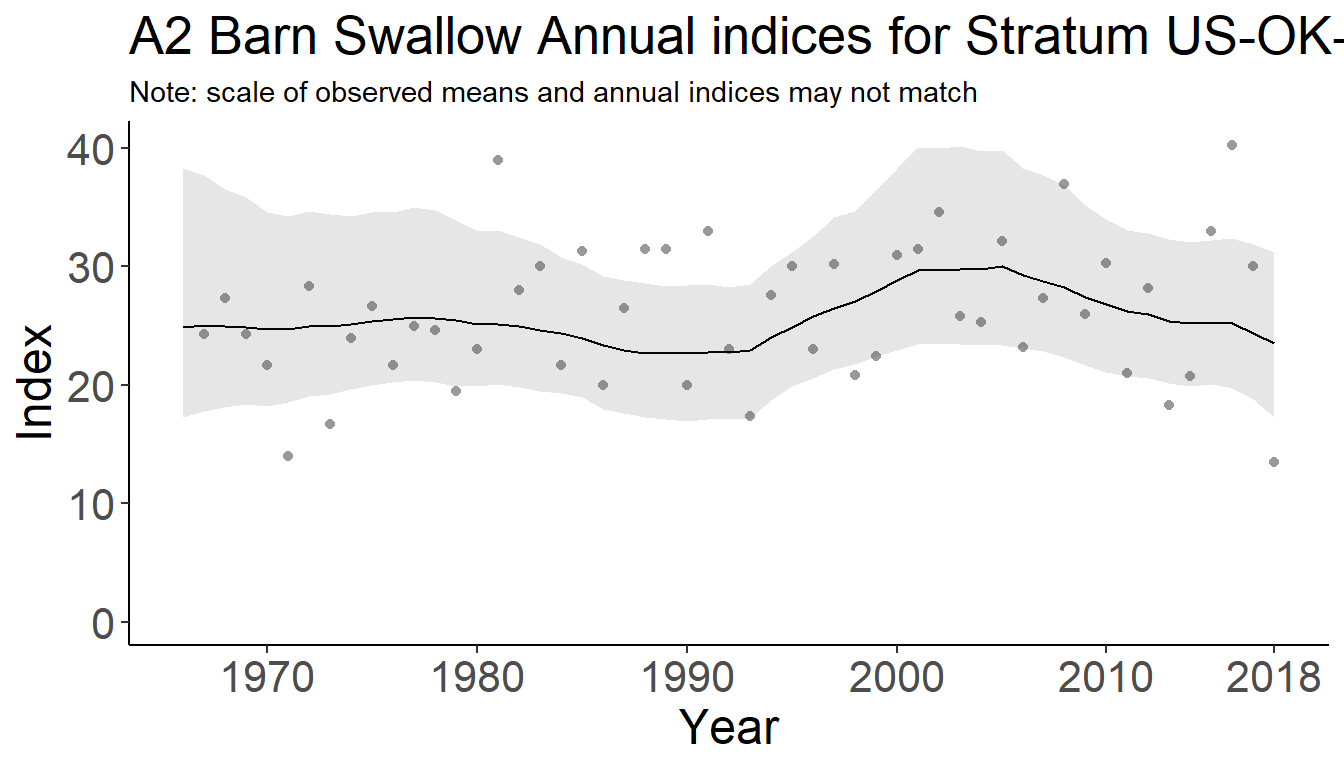 A2 Barn Swallow Annual indices for Stratum US-OK-
Note: scale of observed means and annual indices may not match
40
30
20
10
0
Index
1970 1980 1990 2000 2010 2018
Year